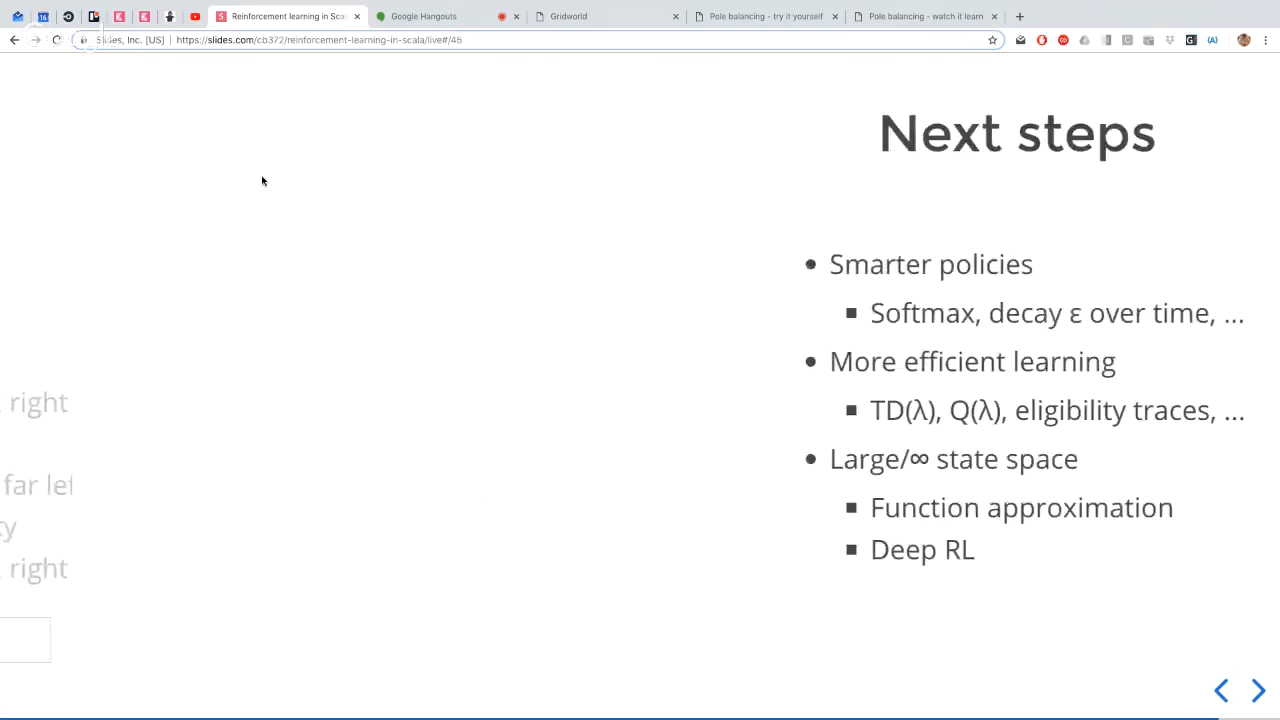 Reinforcement learning in Scal
Google Hangouts
Gridworld
Pole balancing - try it yourself
Pole balancing - watch it learn
Slides, Inc. [US]
https://slides.com/cb372/reinforcement-learning-in-scala/live#/46
Next steps
• Smarter policies
▪ Softmax, decay ε over time, ...
• More efficient learning
▪ TD(λ), Q(λ), eligibility traces, ...
• Large/∞ state space
▪ Function approximation
▪ Deep RL
right
far left
right